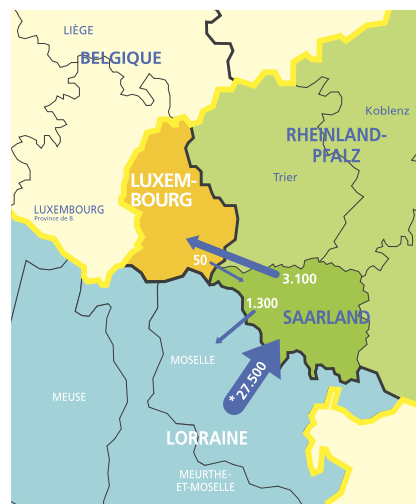 LIÈGE
BELGIQUE
Koblenz
RHEINLAND-
PFALZ
Trier
LUXEM-
BOURG
LUXEMBOURG
Province de B.
50
3.100
1.300
SAARLAND
MOSELLE
* 27.500
MEUSE
LORRAINE
MEURTHE-
ET-MOSELLE